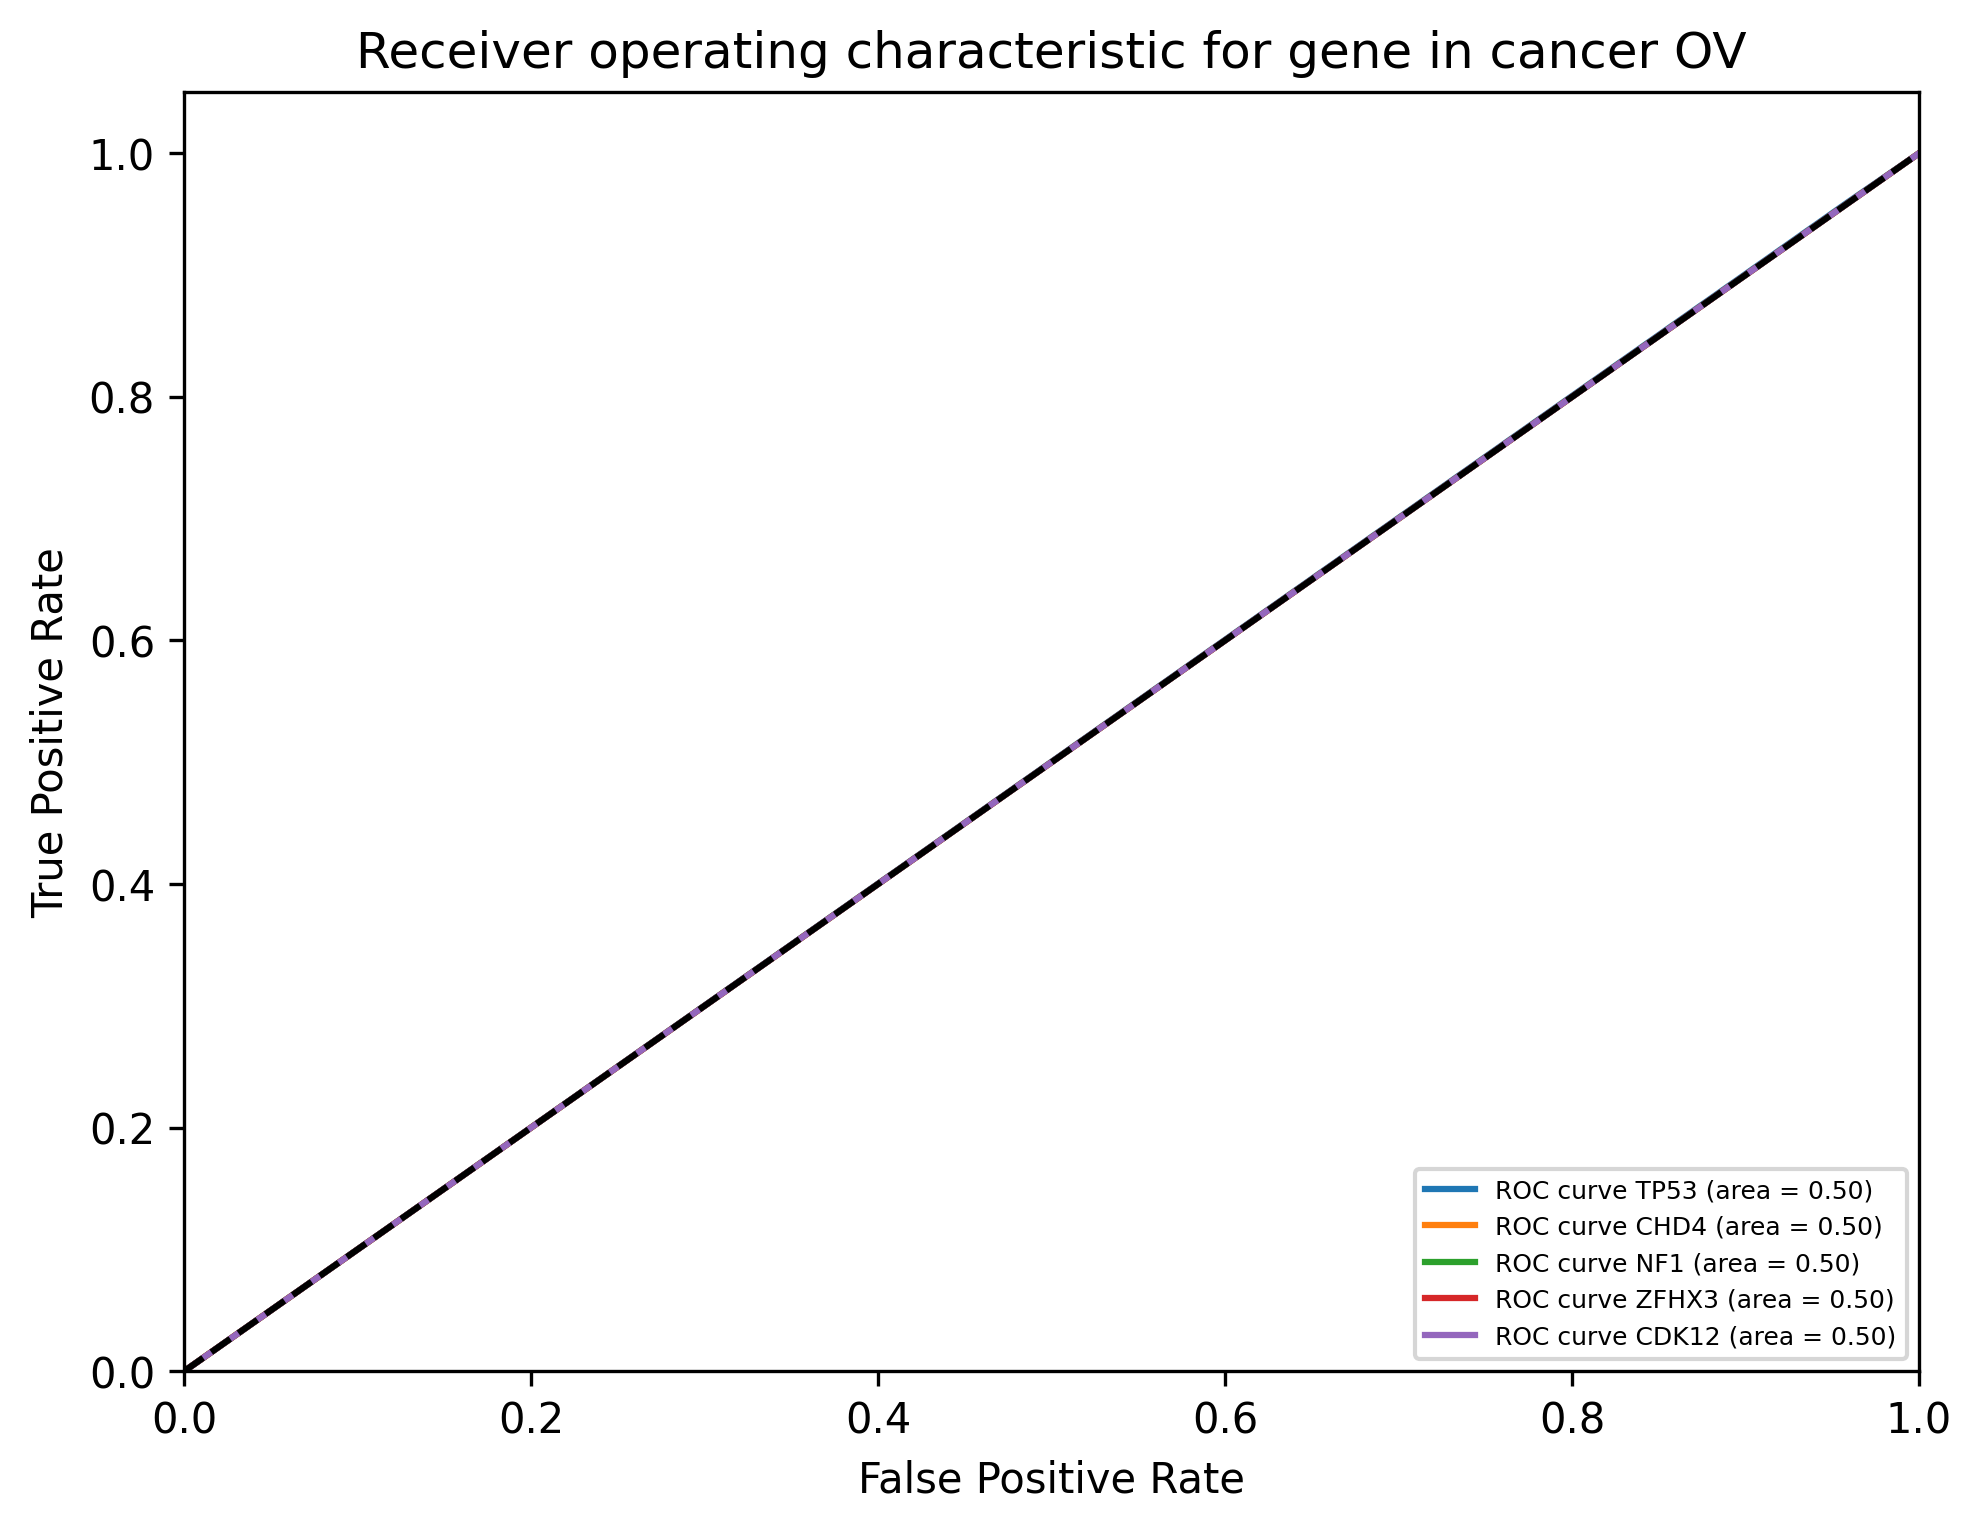 Receiver operating characteristic for gene in cancer OV
1.0
0.8
0.6
0.4
0.2
0.0
True Positive Rate
ROC curve TP53 (area = 0.50)
ROC curve CHD4 (area = 0.50)
ROC curve NF1 (area = 0.50)
ROC curve ZFHX3 (area = 0.50)
ROC curve CDK12 (area = 0.50)
0.0 0.2 0.4 0.6 0.8 1.0
False Positive Rate